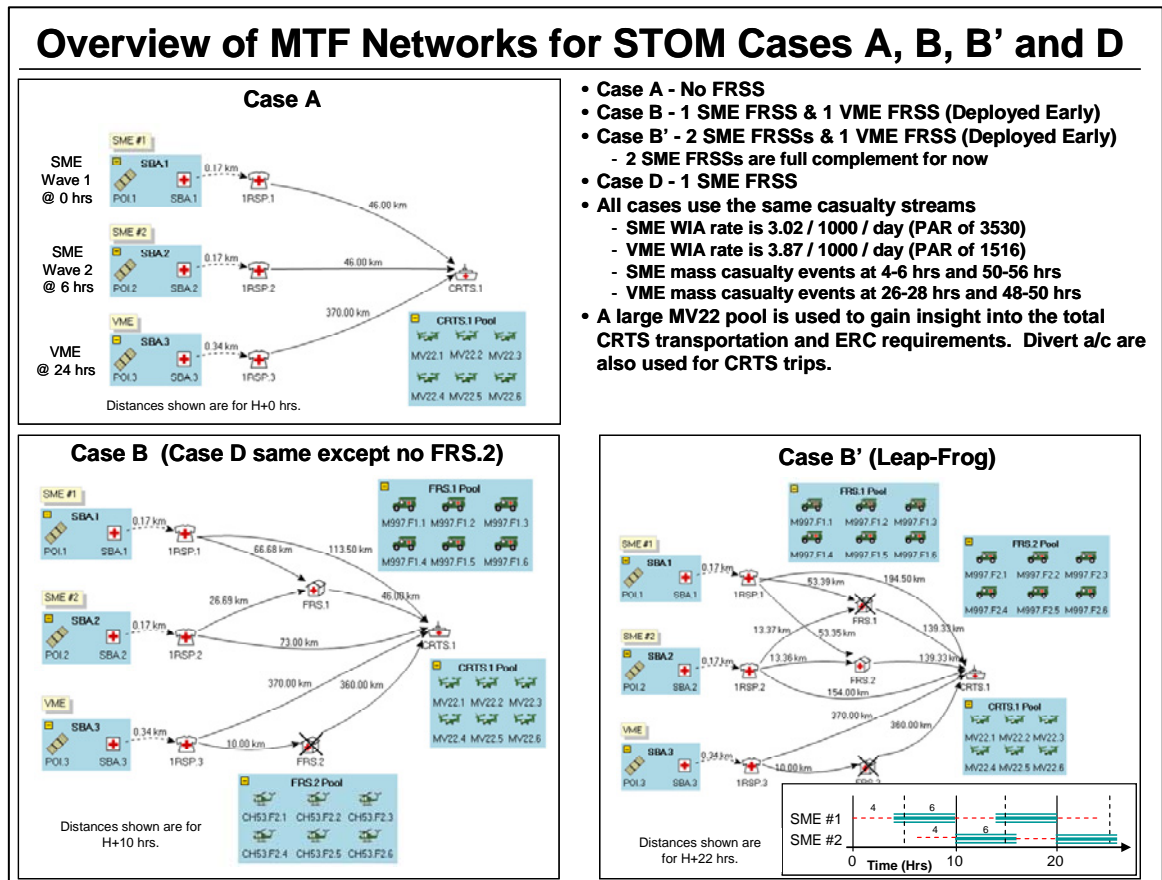 Overview of MTF Networks for STOM Cases A, B, B' and D
Case A
SME #1
SME
Wave 1
@ 0 hrs
SBA.1
POI.1
SBA.1
0.17 km
1RSP.1
46.00 km
SME #2
SME
Wave 2
@ 6 hrs
SBA.2
POI.2
SBA.2
0.17 km
1RSP.2
46.00 km
CRTS.1
370.00 km
VME
VME
@ 24 hrs
SBA.3
POI.3
SBA.3
0.34 km
1RSP.3
CRTS.1 Pool
MV22.1 MV22.2 MV22.3
MV22.4 MV22.5 MV22.6
Distances shown are for H+0 hrs.
• Case A - No FRSS
• Case B - 1 SME FRSS & 1 VME FRSS (Deployed Early)
• Case B' - 2 SME FRSSs & 1 VME FRSS (Deployed Early)
- 2 SME FRSSs are full complement for now
• Case D - 1 SME FRSS
• All cases use the same casualty streams
- SME WIA rate is 3.02 / 1000 / day (PAR of 3530)
- VME WIA rate is 3.87 / 1000 / day (PAR of 1516)
- SME mass casualty events at 4-6 hrs and 50-56 hrs
- VME mass casualty events at 26-28 hrs and 48-50 hrs
• A large MV22 pool is used to gain insight into the total
CRTS transportation and ERC requirements. Divert a/c are
also used for CRTS trips.
Case B (Case D same except no FRS.2)
SME #1
SBA.1
POI.1
SBA.1
0.17 km
1RSP.1
66.68 km
113.50 km
FRS.1 Pool
M997.F1.1 M997.F1.2 M997.F1.3
M997.F1.4 M997.F1.5 M997.F1.6
SME #2
SBA.2
POI.2
SBA.2
0.17 km
1RSP.2
26.69 km
FRS.1
46.00 km
73.00 km
CRTS.1
370.00 km
360.00 km
CRTS.1 Pool
MV22.1 MV22.2 MV22.3
MV22.4 MV22.5 MV22.6
VME
SBA.3
POI.3
SBA.3
0.34 km
1RSP.3
10.00 km
FRS.2
FRS.2 Pool
CH53.F2.1 CH53.F2.2 CH53.F2.3
CH53.F2.4 CH53.F2.5 CH53.F2.6
Distances shown are for
H+10 hrs.
Case B' (Leap-Frog)
FRS.1 Pool
M997.F1.1 M997.F1.2 M997.F1.3
M997.F1.4 M997.F1.5 M997.F1.6
FRS.2 Pool
M997.F2.1 M997.F2.2 M997.F2.3
M997.F2.4 M997.F2.5 M997.F2.6
SME #1
SBA.1
POI.1
SBA.1
0.17 km
1RSP.1
194.50 km
53.39 km
53.35 km
FRS.1
139.33 km
SME #2
SBA.2
POI.2
SBA.2
0.17 km
1RSP.2
13.37 km
13.36 km
FRS.2
139.33 km
154.00 km
CRTS.1
370.00 km
360.00 km
CRTS.1 Pool
MV22.1 MV22.2 MV22.3
MV22.4 MV22.5 MV22.6
VME
SBA.3
POI.3
SBA.3
0.34 km
1RSP.3
10.00 km
Distances shown are
for H+22 hrs.
SME #1
4
6
SME #2
4
6
0
10
20
Time (Hrs)